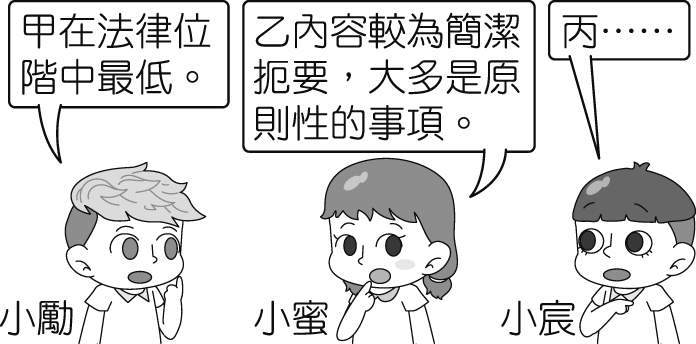 甲在法律位
階中最低。
乙內容較為簡潔
扼要，大多是原
則性的事項。
丙……
小勵
小蜜
小宸